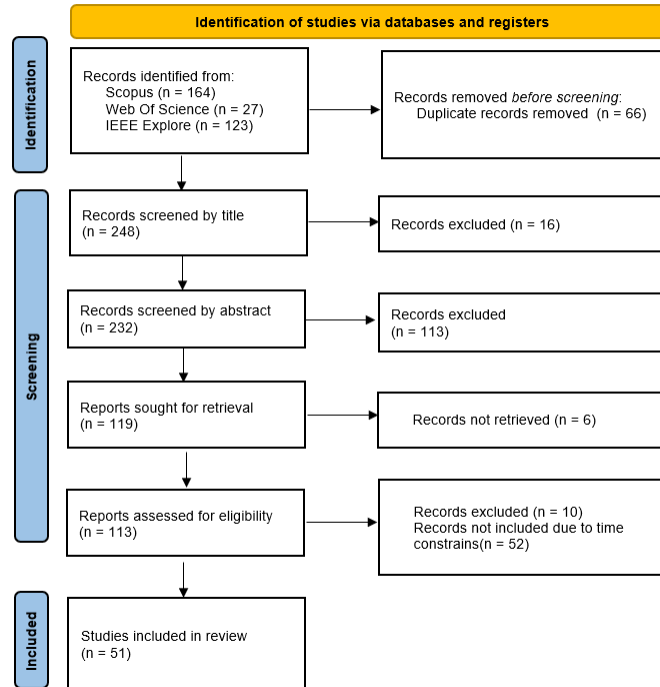 Identification of studies via databases and registers
Identification
Records identified from:
Scopus (n = 164)
Web Of Science (n = 27)
IEEE Explore (n = 123)
Records removed before screening:
Duplicate records removed  (n = 66)
Screening
Records screened by title
(n = 248)
Records excluded (n = 16)
Records screened by abstract
(n = 232)
Records excluded
(n = 113)
Reports sought for retrieval
(n = 119)
Records not retrieved (n = 6)
Reports assessed for eligibility
(n = 113)
Records excluded (n = 10)
Records not included due to time
constrains(n = 52)
Included
Studies included in review
(n = 51)